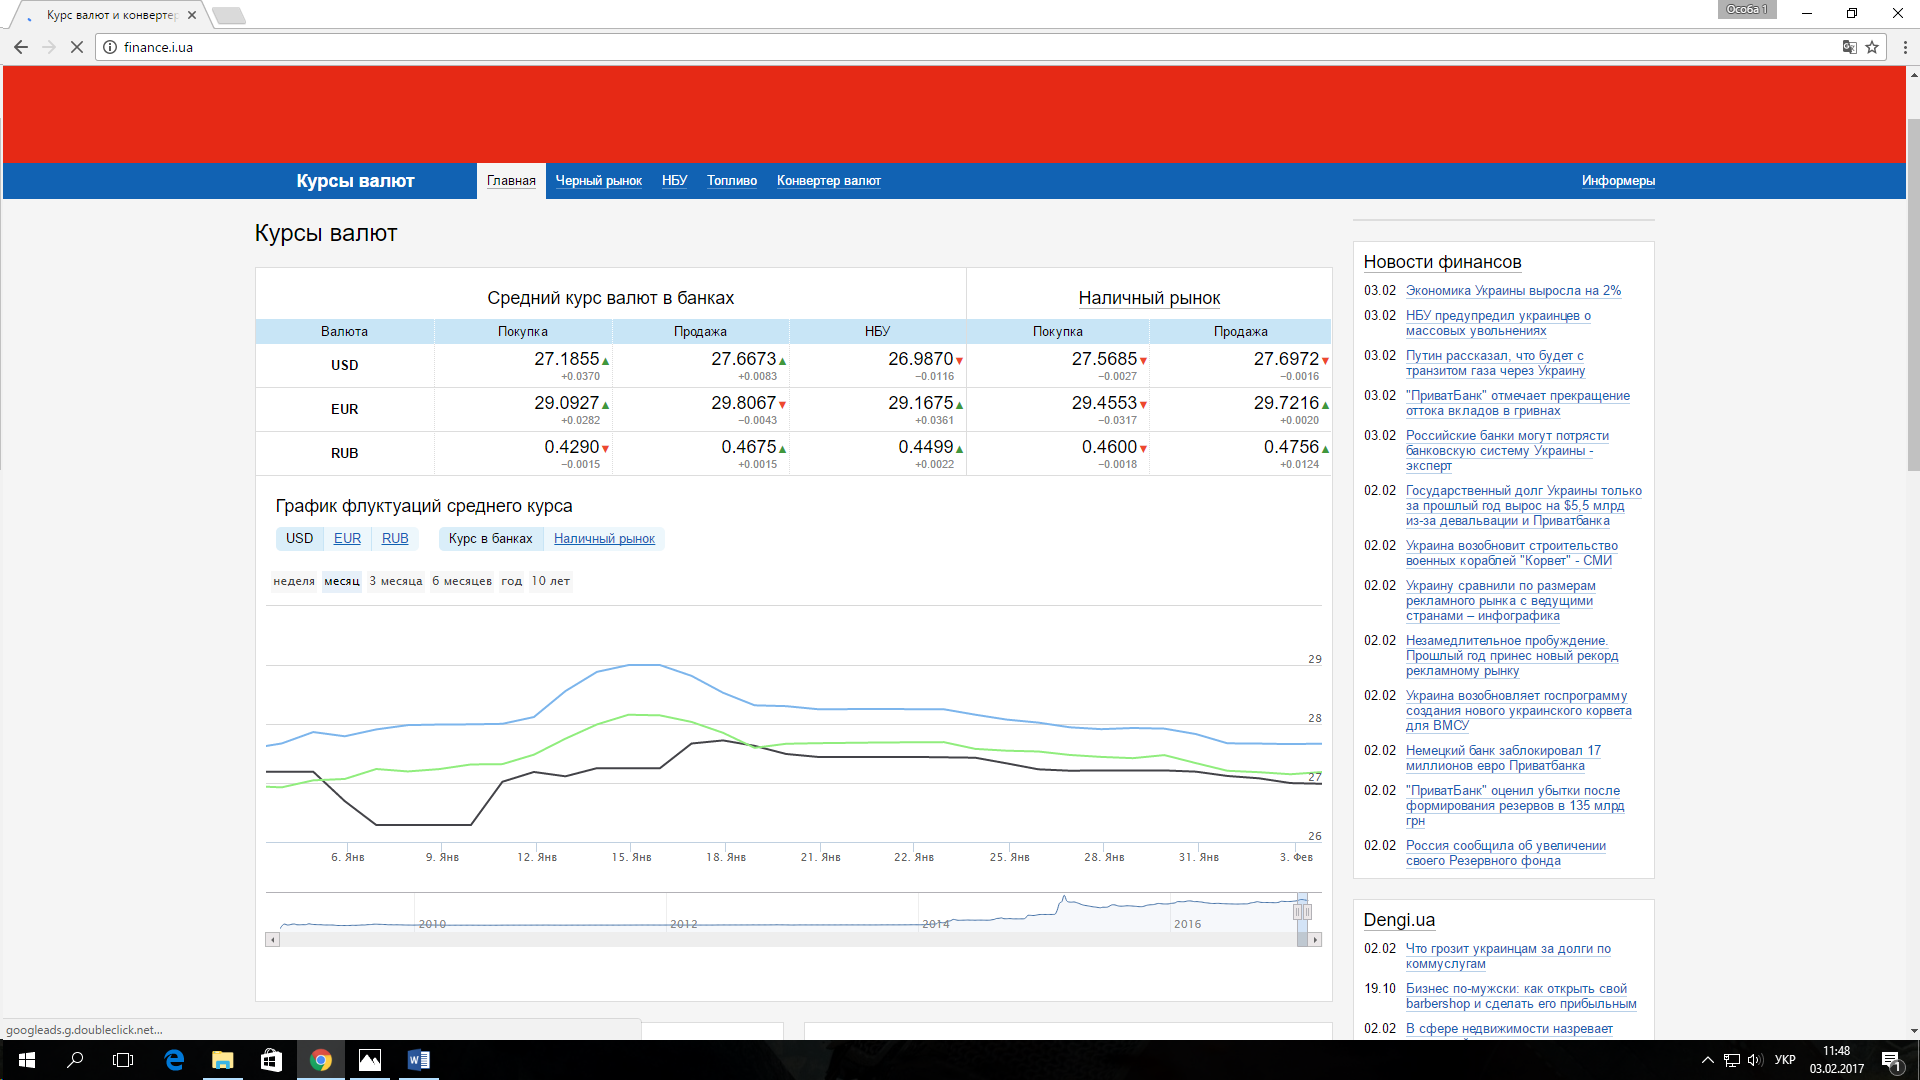 Курс валют и конвертер
Особа 1
finance.i.ua
Курсы валют
Главная
Черный рынок
НБУ
Топливо
Конвертер валют
Информеры
Курсы валют
Средний курс валют в банках
Наличный рынок
Валюта Покупка Продажа НБУ Покупка Продажа
USD 27.1855 27.6673 26.9870 27.5685 27.6972
+0.0370 +0.0083 −0.0116 −0.0027 −0.0016
EUR 29.0927 29.8067 29.1675 29.4553 29.7216
+0.0282 −0.0043 +0.0361 −0.0317 +0.0020
RUB 0.4290 0.4675 0.4499 0.4600 0.4756
−0.0015 +0.0015 +0.0022 −0.0018 +0.0124
График флуктуаций среднего курса
USD EUR RUB Курс в банках Наличный рынок
неделя месяц 3 месяца 6 месяцев год 10 лет
29
28
27
26
6. Янв 9. Янв 12. Янв 15. Янв 18. Янв 21. Янв 22. Янв 25. Янв 28. Янв 31. Янв 3. Фев
2010 2012 2014 2016
Новости финансов
03.02 Экономика Украины выросла на 2%
03.02 НБУ предупредил украинцев о
массовых увольнениях
03.02 Путин рассказал, что будет с
транзитом газа через Украину
03.02 "ПриватБанк" отмечает прекращение
оттока вкладов в гривнах
03.02 Российские банки могут потрясти
банковскую систему Украины -
эксперт
02.02 Государственный долг Украины только
за прошлый год вырос на $5,5 млрд
из-за девальвации и Приватбанка
02.02 Украина возобновит строительство
военных кораблей "Корвет" - СМИ
02.02 Украину сравнили по размерам
рекламного рынка с ведущими
странами – инфографика
02.02 Незамедлительное пробуждение.
Прошлый год принес новый рекорд
рекламному рынку
02.02 Украина возобновляет госпрограмму
создания нового украинского корвета
для ВМСУ
02.02 Немецкий банк заблокировал 17
миллионов евро Приватбанка
02.02 "ПриватБанк" оценил убытки после
формирования резервов в 135 млрд
грн
02.02 Россия сообщила об увеличении
своего Резервного фонда
Dengi.ua
02.02 Что грозит украинцам за долги по
коммуслугам
19.10 Бизнес по-мужски: как открыть свой
barbershop и сделать его прибыльным
02.02 В сфере недвижимости назревает
googleads.g.doubleclick.net...
УКР
11:48
03.02.2017
1